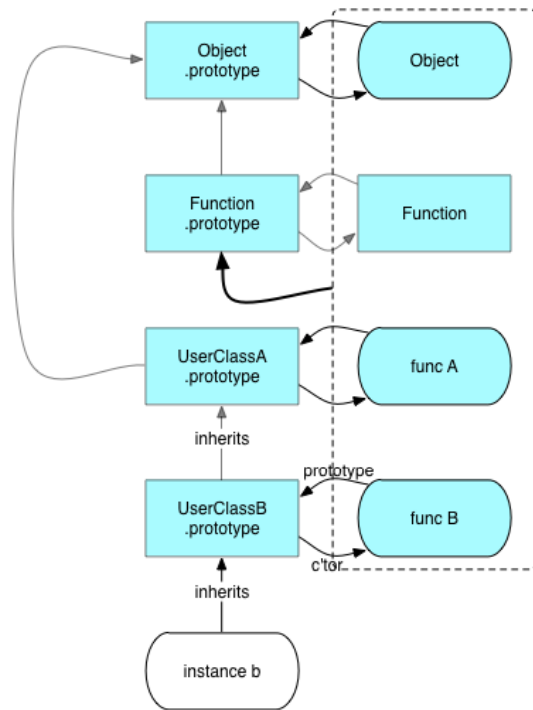 Object
.prototype
Object
Function
.prototype
Function
UserClassA
.prototype
func A
inherits
prototype
UserClassB
.prototype
func B
c'tor
inherits
instance b